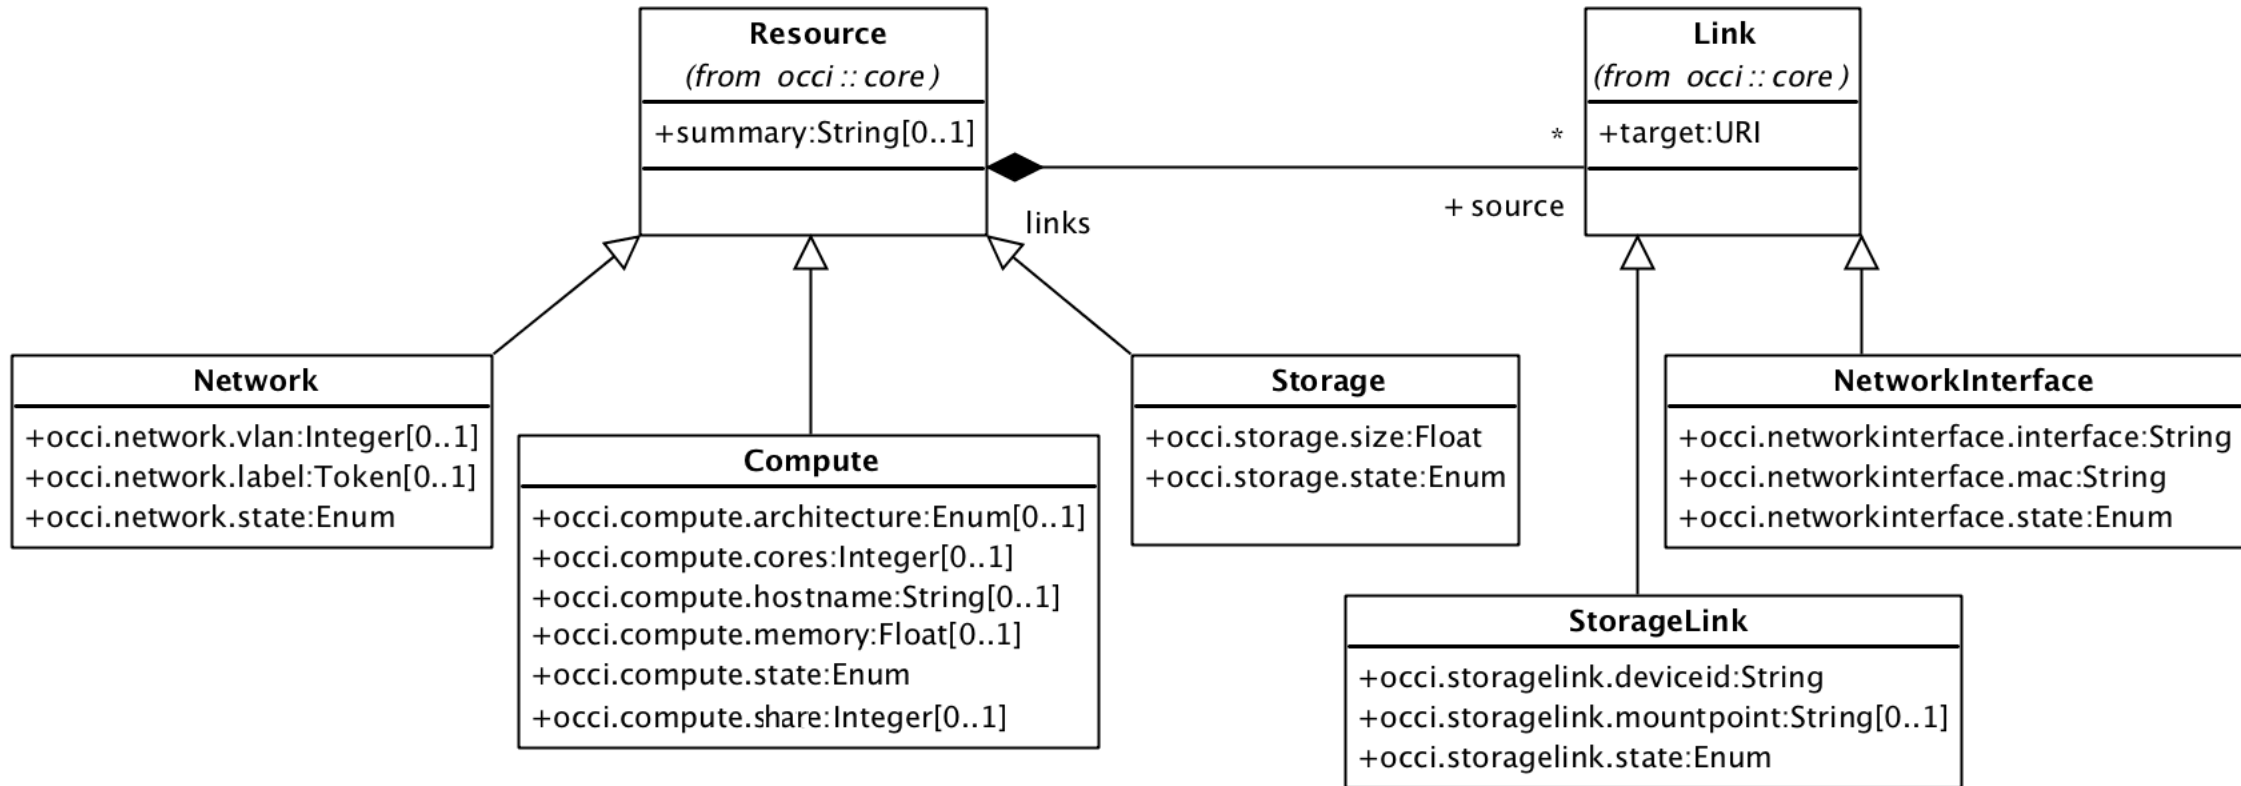 Resource
(from occi::core)
+summary:String[0..1]
Link
(from occi::core)
+target:URI
*
+ source
links
Network
+occi.network.vlan:Integer[0..1]
+occi.network.label:Token[0..1]
+occi.network.state:Enum
Compute
+occi.compute.architecture:Enum[0..1]
+occi.compute.cores:Integer[0..1]
+occi.compute.hostname:String[0..1]
+occi.compute.memory:Float[0..1]
+occi.compute.state:Enum
+occi.compute.share:Integer[0..1]
Storage
+occi.storage.size:Float
+occi.storage.state:Enum
NetworkInterface
+occi.networkinterface.interface:String
+occi.networkinterface.mac:String
+occi.networkinterface.state:Enum
StorageLink
+occi.storagelink.deviceid:String
+occi.storagelink.mountpoint:String[0..1]
+occi.storagelink.state:Enum